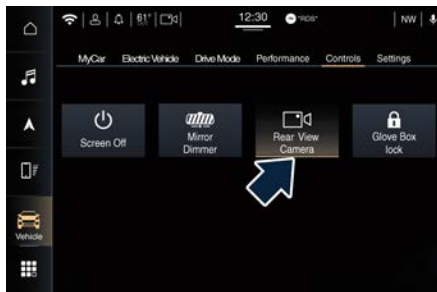 61°
12:30
NW
MyCar Electric Vehicle Drive Mode Performance Controls Settings
Screen Off
Mirror
Dimmer
Rear View
Camera
Glove Box
lock
Vehicle